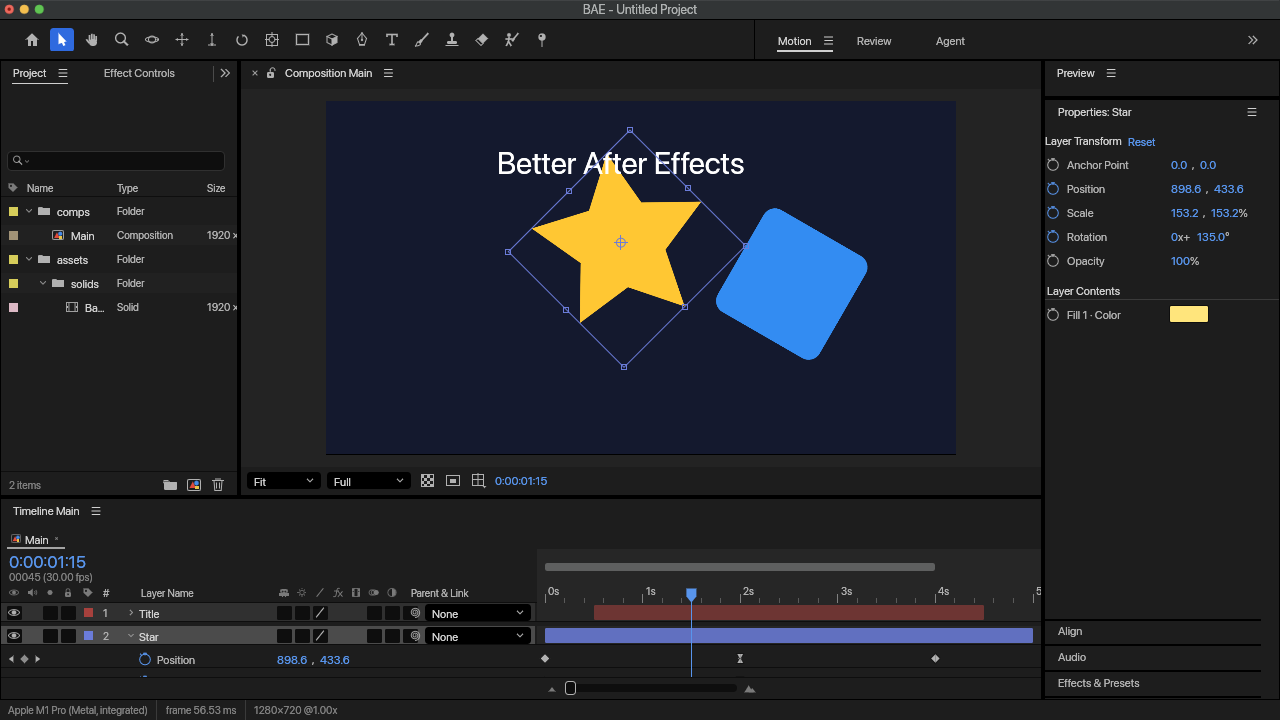 BAE - Untitled Project
Motion
Review
Agent
Project
Effect Controls
Composition Main
Preview
Better After Effects
Properties: Star
Layer Transform Reset
Anchor Point 0.0 , 0.0
Position 898.6 , 433.6
Scale 153.2 , 153.2%
Rotation 0x+ 135.0°
Opacity 100%
Layer Contents
Fill 1 · Color
Name Type Size
comps Folder
Main Composition 1920 ×
assets Folder
solids Folder
Ba... Solid 1920 ×
2 items
Fit
Full
0:00:01:15
Timeline Main
Main
0:00:01:15
00045 (30.00 fps)
# Layer Name fx Parent & Link
0s 1s 2s 3s 4s 5
1 Title None
2 Star None
Position 898.6 , 433.6
Align
Audio
Effects & Presets
Apple M1 Pro (Metal, integrated) frame 56.53 ms 1280×720 @1.00x